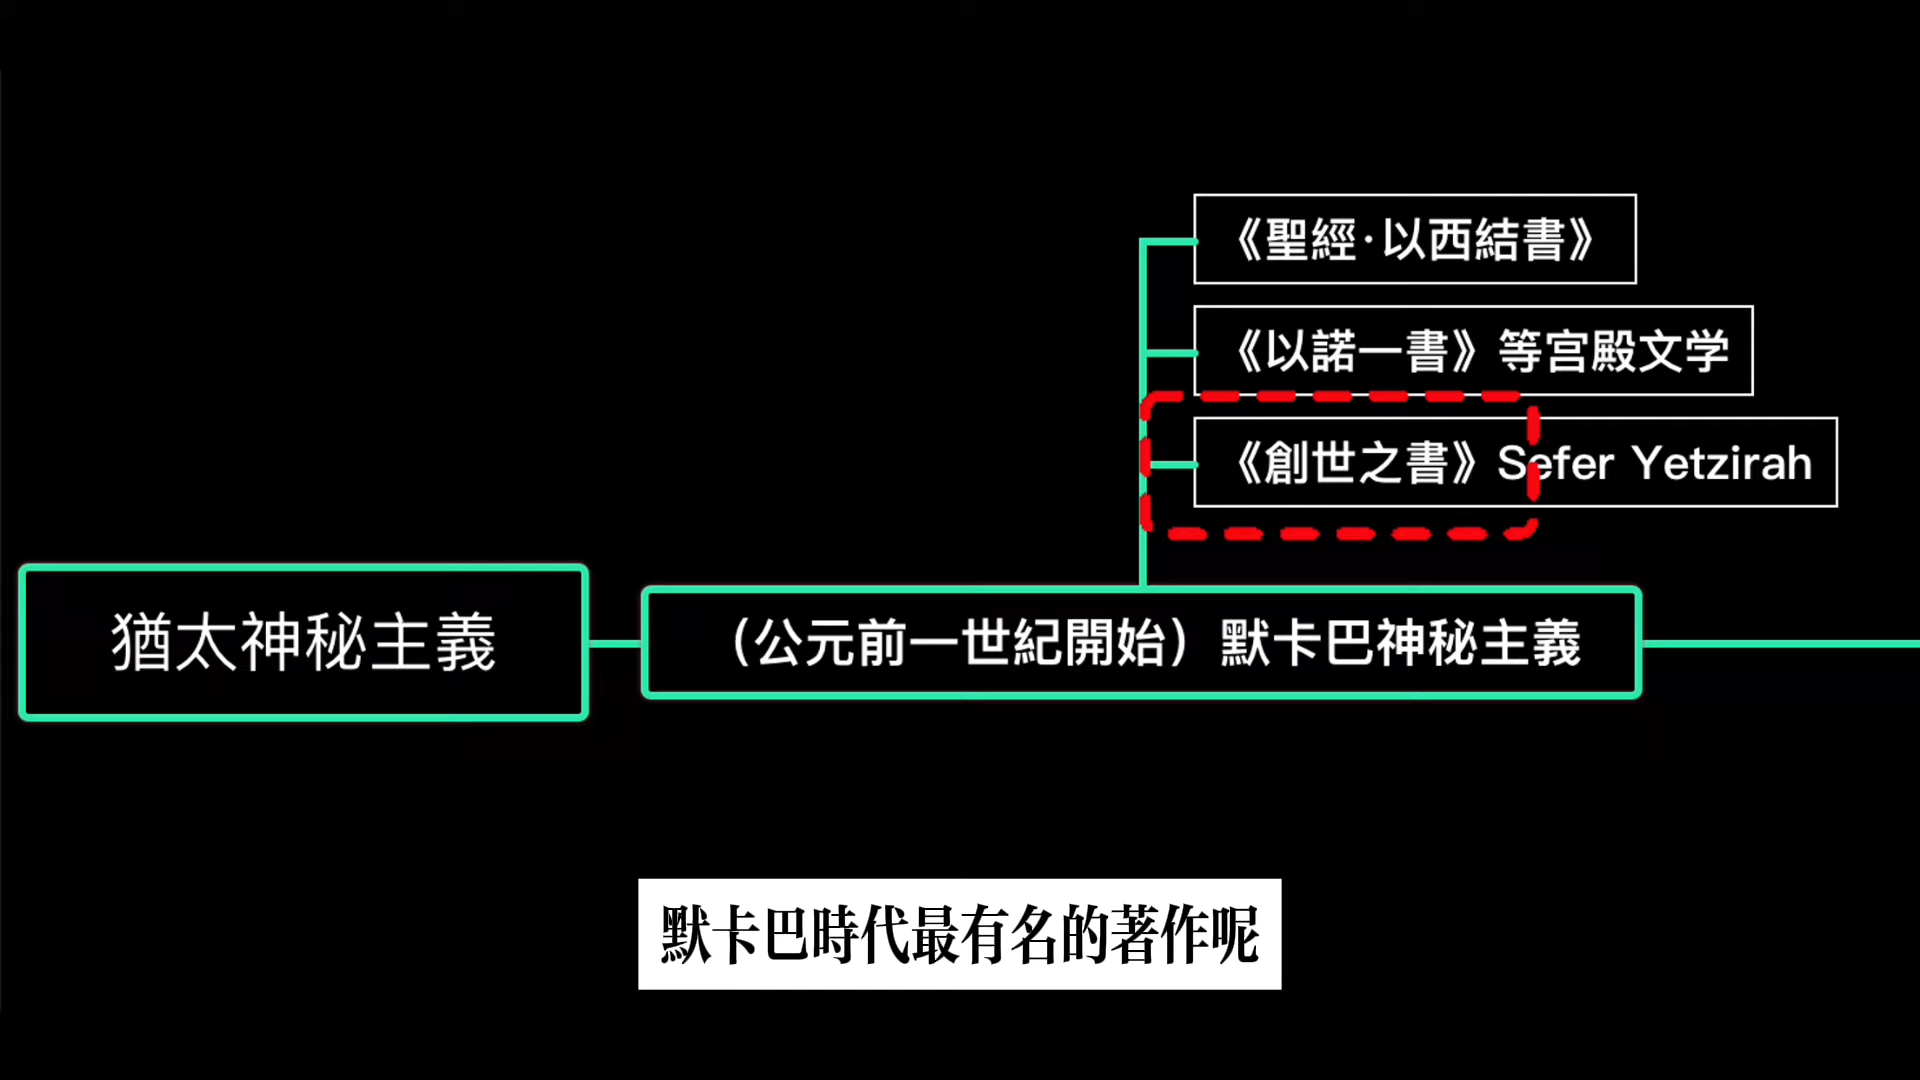 《聖經·以西結書》
《以諾一書》等宮殿文学
《創世之書》Sefer Yetzirah
猶太神秘主義
（公元前一世紀開始）默卡巴神秘主義
默卡巴時代最有名的著作呢